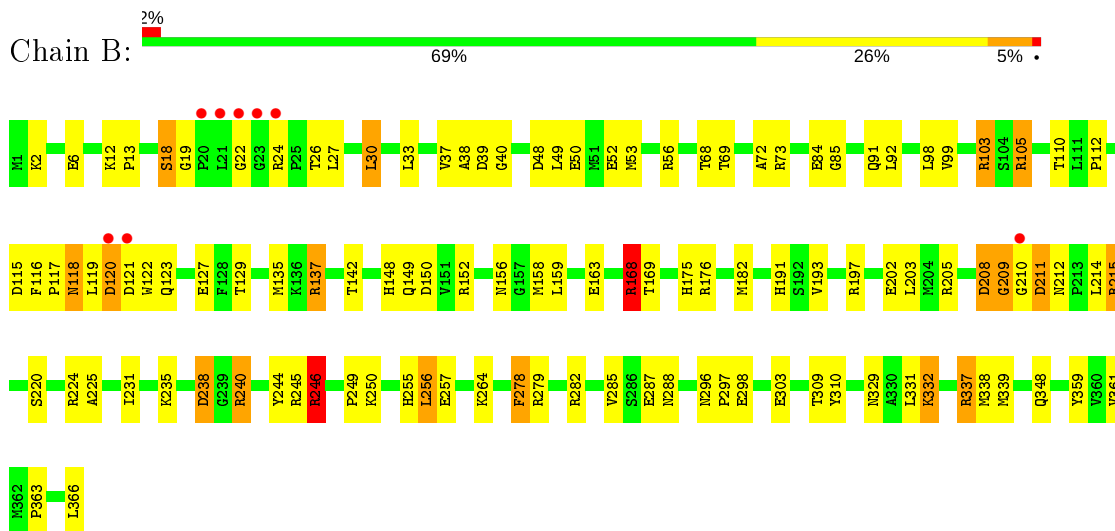 2%
Chain B:
69% 26% 5% •
M1 K2 E6 K12 P13 S18 G19 P20 L21 G22 G23 R24 P25 T26 L27 L30 L33 V37 A38 D39 G40 D48 L49 E50 M51 E52 M53 R56 T68 T69 A72 R73 E84 G85 Q91 L92 L98 V99 R103 S104 R105 T110 L111 P112
D115 F116 P117 N118 L119 D120 D121 W122 Q123 E127 F128 T129 M135 K136 R137 T142 H148 Q149 D150 V151 R152 N156 G157 M158 L159 E163 R168 T169 H175 R176 M182 H191 S192 V193 R197 E202 L203 M204 R205 D208 G209 G210 D211 N212 P213 L214 R215
S220 R224 A225 I231 K235 D238 G239 R240 Y244 R245 R246 P249 K250 H255 L256 E257 K264 F278 R279 R282 V285 S286 E287 N288 N296 P297 E298 E303 T309 Y310 N329 A330 L331 K332 R337 M338 M339 Q348 Y359 V360 V361
M362 P363 L366